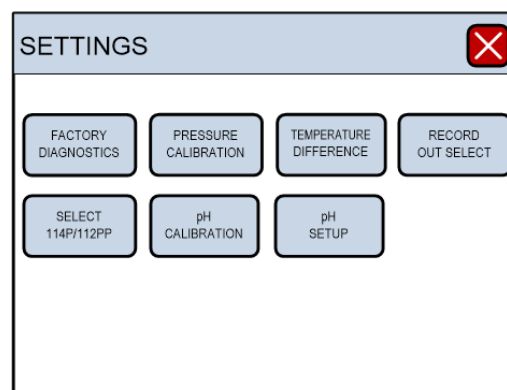 SETTINGS
FACTORY
DIAGNOSTICS
PRESSURE
CALIBRATION
TEMPERATURE
DIFFERENCE
RECORD
OUT SELECT
SELECT
114P/112PP
pH
CALIBRATION
pH
SETUP